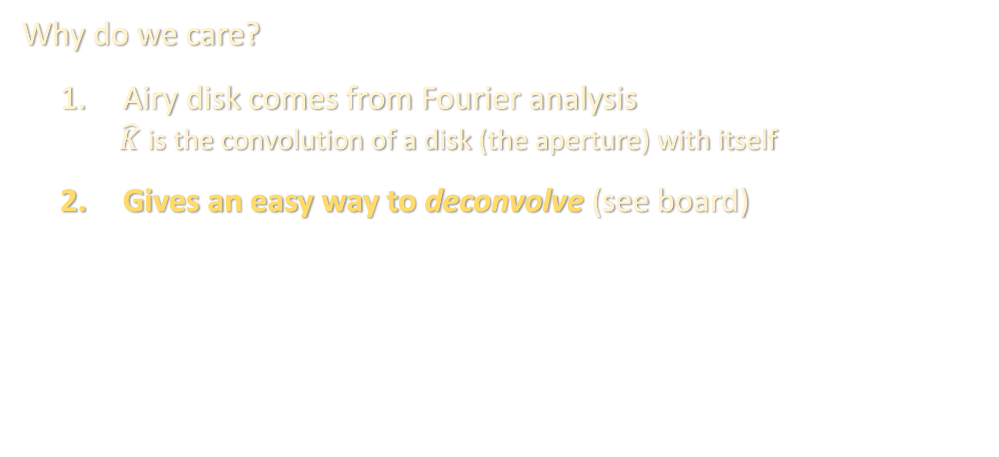 Why do we care?
1. Airy disk comes from Fourier analysis
K̂ is the convolution of a disk (the aperture) with itself
2. Gives an easy way to deconvolve (see board)